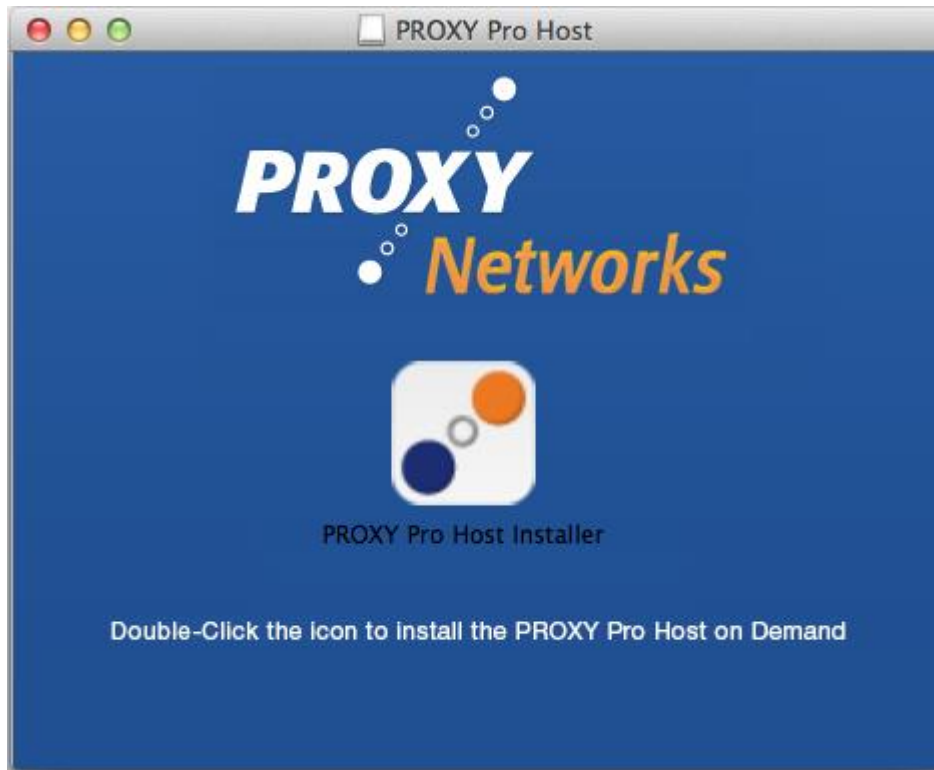 PROXY Pro Host
PROXY
Networks
PROXY Pro Host Installer
Double-Click the icon to install the PROXY Pro Host on Demand